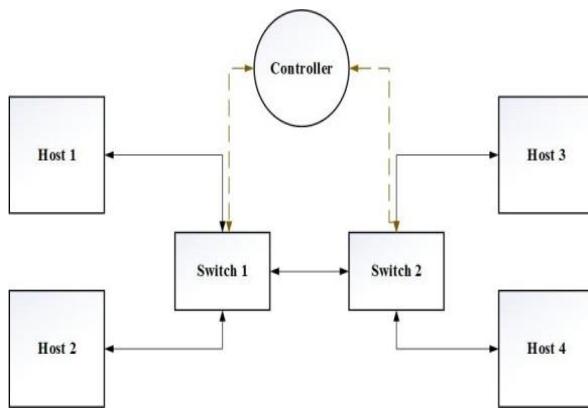 Controller
Host 1
Host 3
Switch 1
Switch 2
Host 2
Host 4